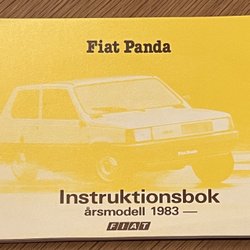 Fiat Panda
Instruktionsbok
årsmodell 1983 —
FIAT